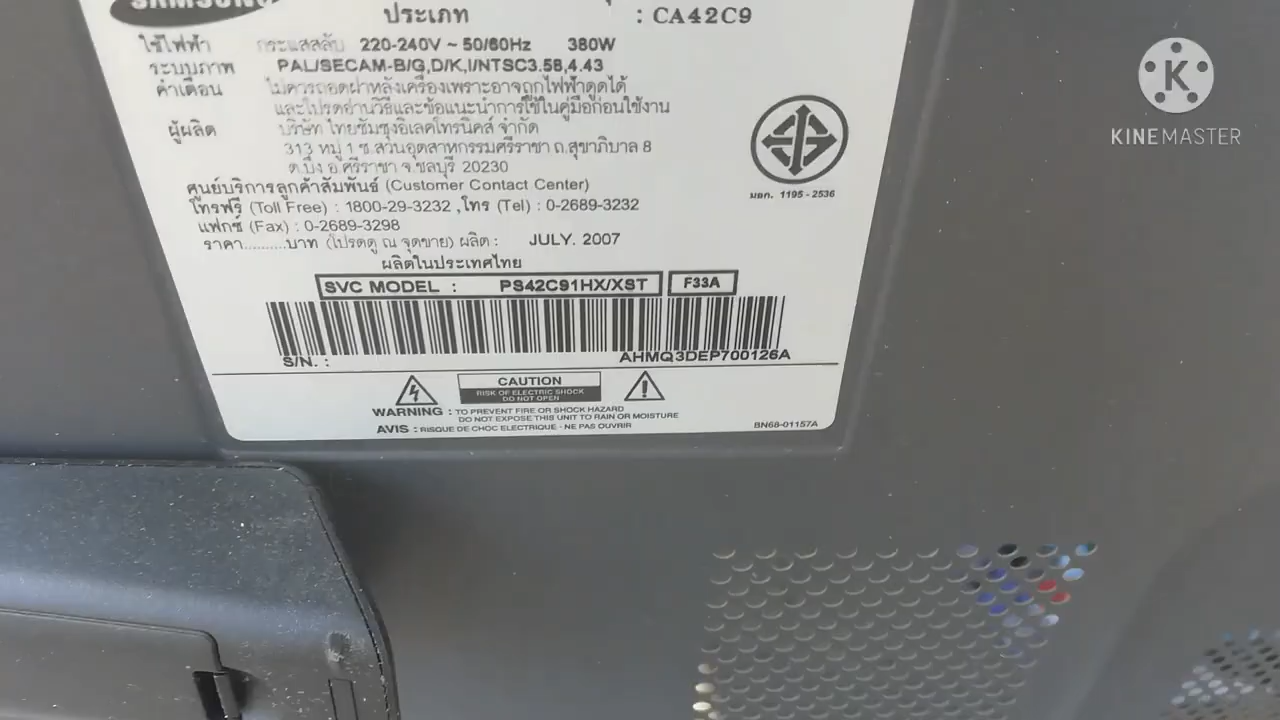 SAMSUNG
ประเภท : CA42C9
ใช้ไฟฟ้า กระแสสลับ 220-240V ~ 50/60Hz 380W
ระบบภาพ PAL/SECAM-B/G,D/K,I/NTSC3.58,4.43
คำเตือน ไม่ควรถอดฝาหลังเครื่องเพราะอาจถูกไฟฟ้าดูดได้
และโปรดอ่านวิธีและข้อแนะนำการใช้ในคู่มือก่อนใช้งาน
ผู้ผลิต บริษัท ไทยซัมซุงอิเลคโทรนิคส์ จำกัด
313 หมู่ 1 ซ.สวนอุตสาหกรรมศรีราชา ถ.สุขาภิบาล 8
ต.บึง อ.ศรีราชา จ.ชลบุรี 20230
ศูนย์บริการลูกค้าสัมพันธ์ (Customer Contact Center)
โทรฟรี (Toll Free) : 1800-29-3232 ,โทร (Tel) : 0-2689-3232
แฟกซ์ (Fax) : 0-2689-3298
ราคา..........บาท (โปรดดู ณ จุดขาย) ผลิต : JULY. 2007
ผลิตในประเทศไทย
SVC MODEL : PS42C91HX/XST F33A
S/N. : AHMQ3DEP700126A
CAUTION
RISK OF ELECTRIC SHOCK
DO NOT OPEN
WARNING : TO PREVENT FIRE OR SHOCK HAZARD
DO NOT EXPOSE THIS UNIT TO RAIN OR MOISTURE
AVIS : RISQUE DE CHOC ELECTRIQUE - NE PAS OUVRIR
BN68-01157A
มอก. 1195 - 2536
K
KINEMASTER